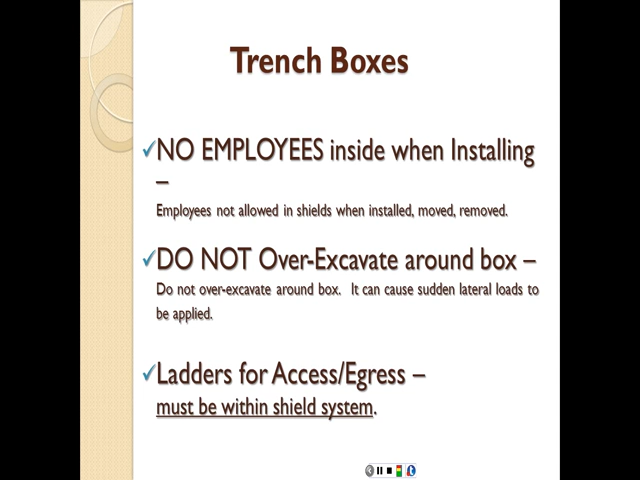 Trench Boxes
NO EMPLOYEES inside when Installing
–
Employees not allowed in shields when installed, moved, removed.
DO NOT Over-Excavate around box –
Do not over-excavate around box. It can cause sudden lateral loads to
be applied.
Ladders for Access/Egress –
must be within shield system.